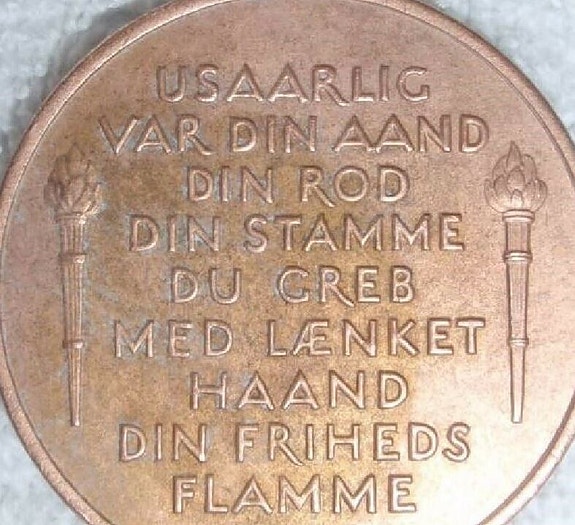 USAARLIG
VAR DIN AAND
DIN ROD
DIN STAMME
DU GREB
MED LÆNKET
HAAND
DIN FRIHEDS
FLAMME